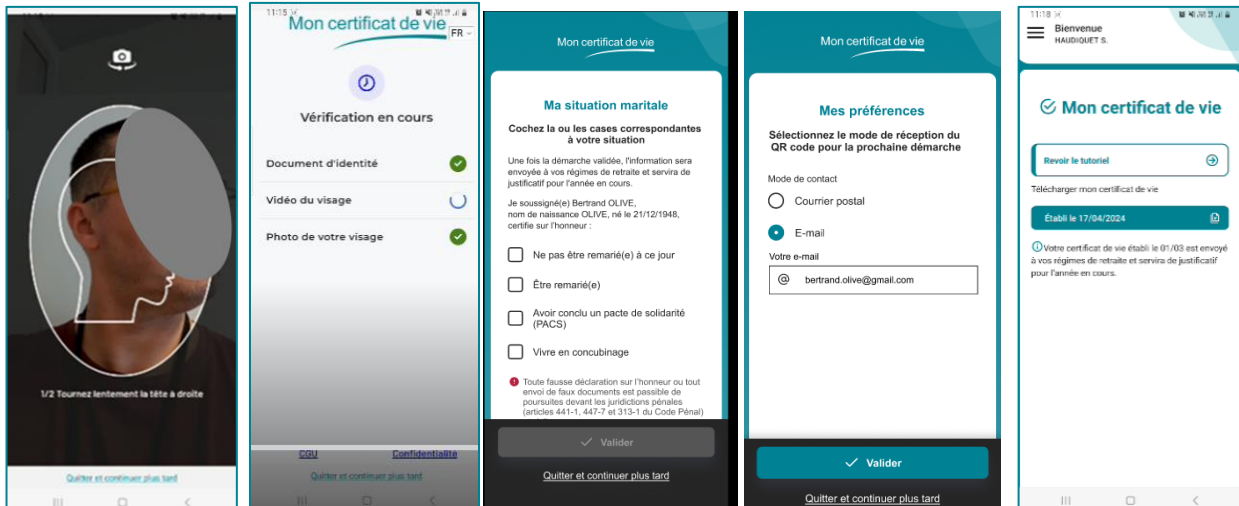 1/2 Tournez lentement la tête à droite
Quitter et continuer plus tard
11:15
Mon certificat de vie
FR
Vérification en cours
Document d'identité
Vidéo du visage
Photo de votre visage
CGU Confidentialité
Quitter et continuer plus tard
Mon certificat de vie
Ma situation maritale
Cochez la ou les cases correspondantes
à votre situation
Une fois la démarche validée, l'information sera
envoyée à vos régimes de retraite et servira de
justificatif pour l'année en cours.
Je soussigné(e) Bertrand OLIVE,
nom de naissance OLIVE, né le 21/12/1948,
certifie sur l'honneur :
Ne pas être remarié(e) à ce jour
Être remarié(e)
Avoir conclu un pacte de solidarité
(PACS)
Vivre en concubinage
Toute fausse déclaration sur l'honneur ou tout
envoi de faux documents est passible de
poursuites devant les juridictions pénales
(articles 441-1, 447-7 et 313-1 du Code Pénal)
Valider
Quitter et continuer plus tard
Mon certificat de vie
Mes préférences
Sélectionnez le mode de réception du
QR code pour la prochaine démarche
Mode de contact
Courrier postal
E-mail
Votre e-mail
@ bertrand.olive@gmail.com
Valider
Quitter et continuer plus tard
11:18
Bienvenue
HAUDIQUET S.
Mon certificat de vie
Revoir le tutoriel
Télécharger mon certificat de vie
Établi le 17/04/2024
Votre certificat de vie établi le 01/03 est envoyé
à vos régimes de retraite et servira de justificatif
pour l'année en cours.